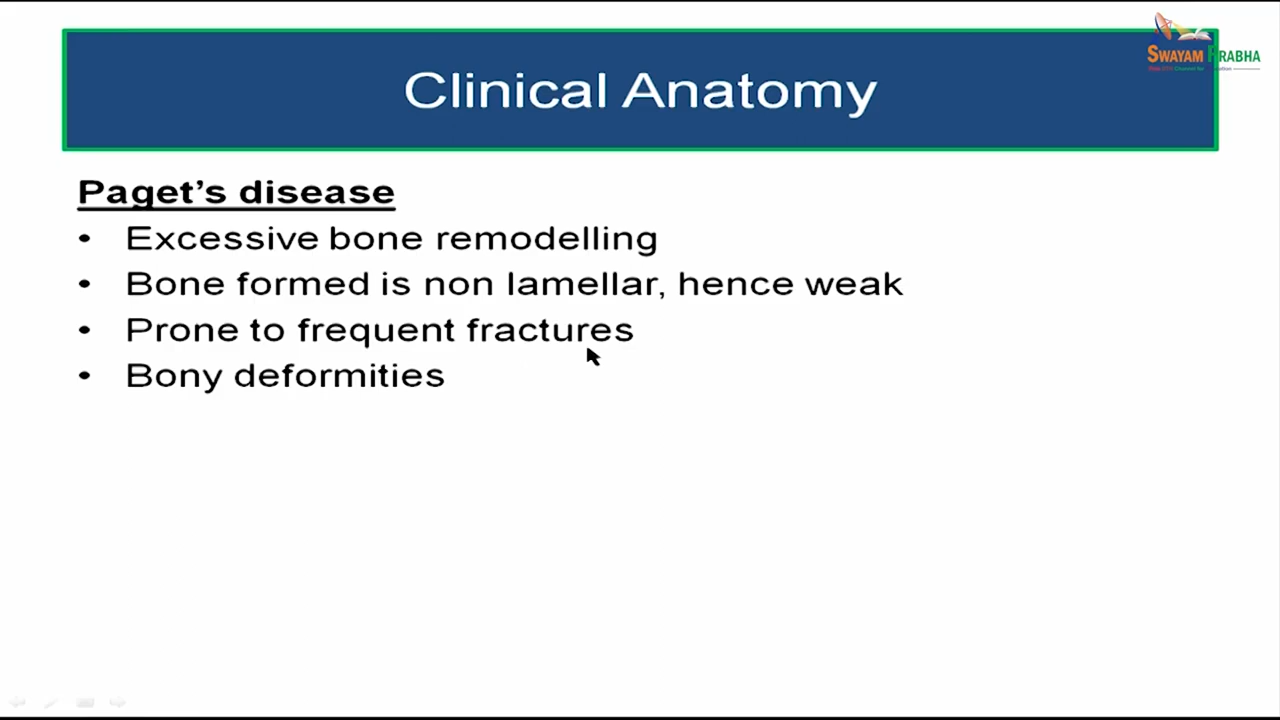 SWAYAM PRABHA
Clinical Anatomy
Paget's disease
• Excessive bone remodelling
• Bone formed is non lamellar, hence weak
• Prone to frequent fractures
• Bony deformities